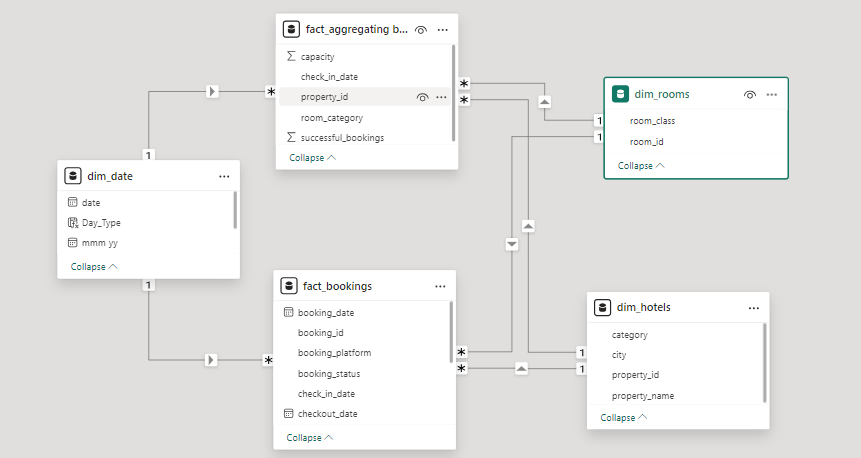 fact_aggregating b...
capacity
check_in_date
property_id
room_category
successful_bookings
Collapse
dim_rooms
room_class
room_id
Collapse
dim_date
date
Day_Type
mmm yy
Collapse
fact_bookings
booking_date
booking_id
booking_platform
booking_status
check_in_date
checkout_date
Collapse
dim_hotels
category
city
property_id
property_name
Collapse
1
*
*
*
1
1
1
*
*
*
1
1